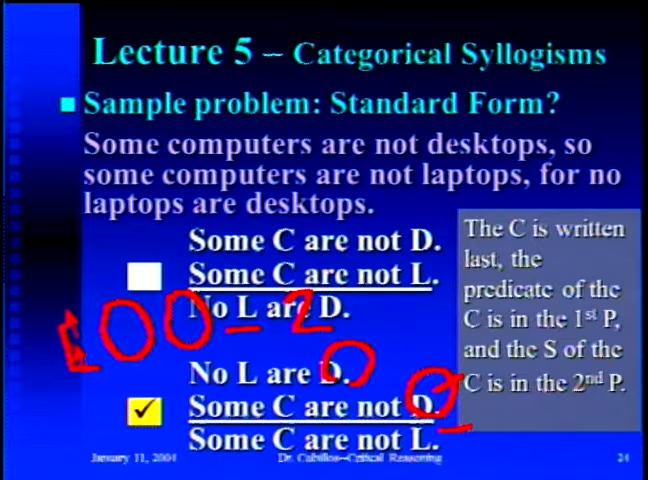 Lecture 5 – Categorical Syllogisms
Sample problem: Standard Form?
Some computers are not desktops, so
some computers are not laptops, for no
laptops are desktops.
Some C are not D.
Some C are not L.
No L are D.
No L are D.
Some C are not D.
Some C are not L.
The C is written
last, the
predicate of the
C is in the 1st P,
and the S of the
C is in the 2nd P.
OO – 2
January 11, 2004
Dr. Cubillos--Critical Reasoning
24